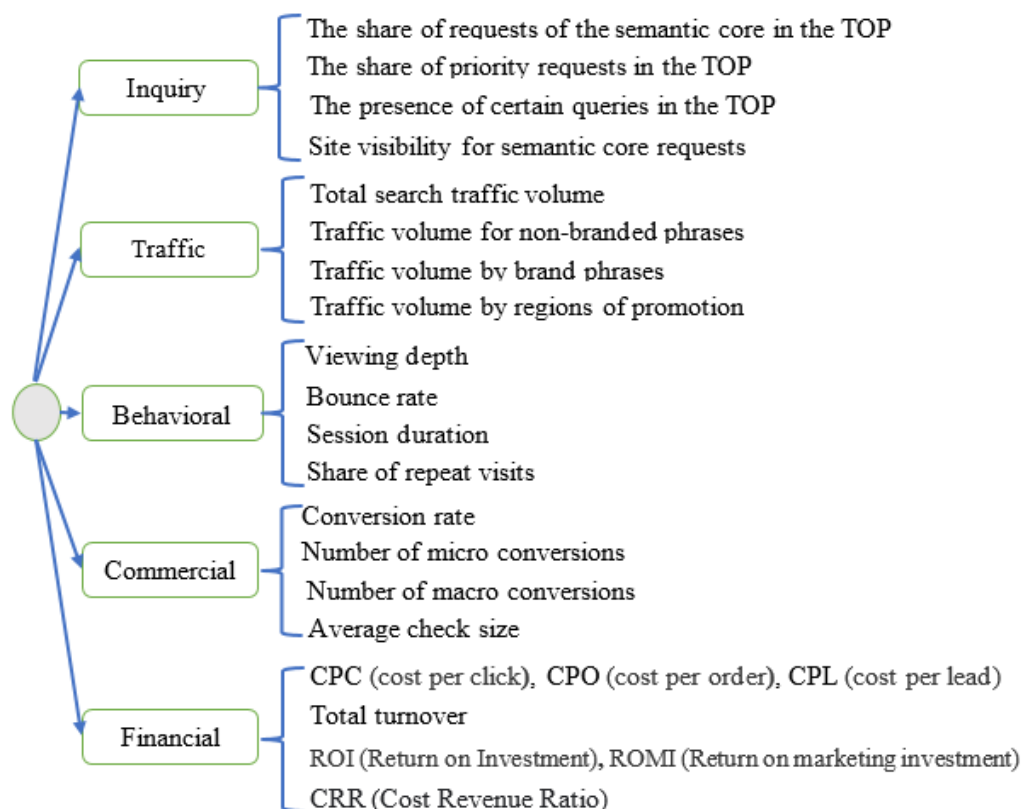 Inquiry
The share of requests of the semantic core in the TOP
The share of priority requests in the TOP
The presence of certain queries in the TOP
Site visibility for semantic core requests
Traffic
Total search traffic volume
Traffic volume for non-branded phrases
Traffic volume by brand phrases
Traffic volume by regions of promotion
Behavioral
Viewing depth
Bounce rate
Session duration
Share of repeat visits
Commercial
Conversion rate
Number of micro conversions
Number of macro conversions
Average check size
Financial
CPC (cost per click), CPO (cost per order), CPL (cost per lead)
Total turnover
ROI (Return on Investment), ROMI (Return on marketing investment)
CRR (Cost Revenue Ratio)